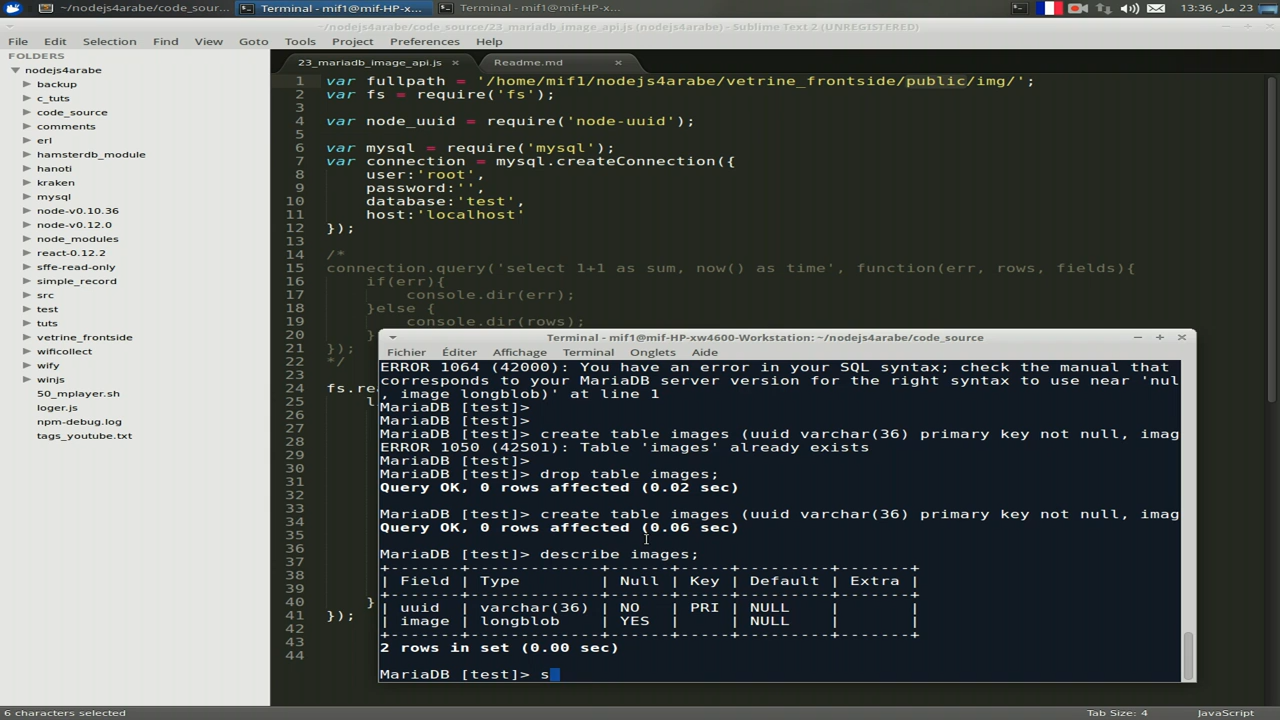 ~/nodejs4arabe/code_sour...
Terminal - mif1@mif-HP-x...
Terminal - mif1@mif-HP-x...
13:36 ,مار 23
~/nodejs4arabe/code_source/23_mariadb_image_api.js (nodejs4arabe) - Sublime Text 2 (UNREGISTERED)
File Edit Selection Find View Goto Tools Project Preferences Help
FOLDERS
nodejs4arabe
backup
c_tuts
code_source
comments
erl
hamsterdb_module
hanoti
kraken
mysql
node-v0.10.36
node-v0.12.0
node_modules
react-0.12.2
sffe-read-only
simple_record
src
test
tuts
vetrine_frontside
wificollect
wify
winjs
50_mplayer.sh
loger.js
npm-debug.log
tags_youtube.txt
23_mariadb_image_api.js × Readme.md ×
1 var fullpath = '/home/mif1/nodejs4arabe/vetrine_frontside/public/img/';
2 var fs = require('fs');
3
4 var node_uuid = require('node-uuid');
5
6 var mysql = require('mysql');
7 var connection = mysql.createConnection({
8 user:'root',
9 password:'',
10 database:'test',
11 host:'localhost'
12 });
13
14 /*
15 connection.query('select 1+1 as sum, now() as time', function(err, rows, fields){
16 if(err){
17 console.dir(err);
18 }else {
19 console.dir(rows);
20 }
21 });
22 */
23
24 fs.re
25 l
26
27
28
29
30
31
32
33
34
35
36
37
38
39
40 }
41 });
42
43
44
Terminal - mif1@mif-HP-xw4600-Workstation: ~/nodejs4arabe/code_source
Fichier Éditer Affichage Terminal Onglets Aide
ERROR 1064 (42000): You have an error in your SQL syntax; check the manual that
corresponds to your MariaDB server version for the right syntax to use near 'nul
, image longblob)' at line 1
MariaDB [test]>
MariaDB [test]>
MariaDB [test]> create table images (uuid varchar(36) primary key not null, imag
ERROR 1050 (42S01): Table 'images' already exists
MariaDB [test]>
MariaDB [test]> drop table images;
Query OK, 0 rows affected (0.02 sec)
MariaDB [test]> create table images (uuid varchar(36) primary key not null, imag
Query OK, 0 rows affected (0.06 sec)
MariaDB [test]> describe images;
+-------+-------------+------+-----+---------+-------+
| Field | Type | Null | Key | Default | Extra |
+-------+-------------+------+-----+---------+-------+
| uuid | varchar(36) | NO | PRI | NULL | |
| image | longblob | YES | | NULL | |
+-------+-------------+------+-----+---------+-------+
2 rows in set (0.00 sec)
MariaDB [test]> s
6 characters selected
Tab Size: 4
JavaScript